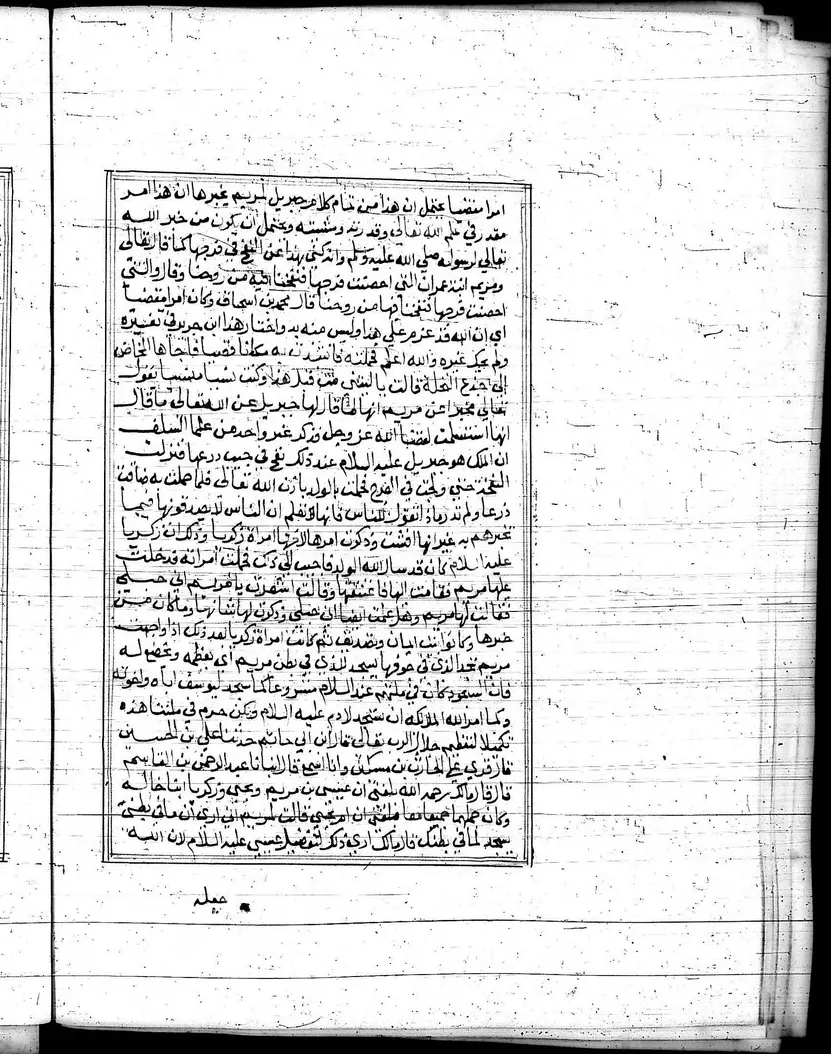 امرا مقضيا يحتمل ان هذا من تمام كلام جبريل لمريم يخبرها ان هذا امر
مقدر في علم الله تعالى وقدرته ومشيئته ويحتمل ان يكون من خبر الله
تعالى لرسوله صلى الله عليه وسلم وانه كنى بهذا عن النفخ في فرجها كما قال تعالى
ومريم ابنة عمران التي احصنت فرجها فنفخنا فيه من روحنا وقال والتي
احصنت فرجها فنفخنا فيها من روحنا قال محمد بن اسحاق وكان امرا مقضيا
اي ان الله قد عزم على هذا وليس منه بد واختار هذا ابن جرير في تفسيره
ولم يحك غيره والله اعلم فحملته فانتبذت به مكانا قصيا فاجاها المخاض
الى جذع النخلة قالت ياليتني مت قبل هذا وكنت نسيا منسيا يقول
تعالى مخبرا عن مريم انها لما قال لها جبريل عن الله تعالى ما قال
انها استسلمت لقضا الله عز وجل فذكر غير واحد من علما السلف
ان الملك هو جبريل عليه السلام عند ذلك نفخ في جيب درعها فنزلت
النفخة حتى ولجت في الفرج فحملت بالولد باذن الله تعالى فلما حملت به ضاقت
ذرعا ولم تدر ماذا تقول للناس فانها تعلم ان الناس لا يصدقونها فيما
تخبرهم به غير انها افشت وذكرت امرها لاختها امراة زكريا وذلك ان زكريا
عليه السلام كان قد سال الله الولد فاجيب الى ذلك فحملت امراته فدخلت
عليها مريم فقامت اليها فاعتنقتها وقالت اشعرت يا مريم اني حبلى
فقالت لها مريم وهل علمت ايضا اني حبلى وذكرت لها شانها وما كان من
خبرها وكانوا بيت ايمان وتصديق ثم كانت امراة زكريا بعد ذلك اذا واجهت
مريم تجد الذي في جوفها يسجد للذي في بطن مريم اي يعظمه ويخضع له
فان السجود كان في ملتهم عند السلام مشروعا كما سجد ليوسف اباه واخوته
وكما امر الله الملائكة ان تسجد لادم عليه السلام ولكن حرم في ملتنا هذه
تكميلا لتعظيم جلال الرب تعالى قال ابن ابي حاتم حدثنا علي بن الحسين
قال قرئ على الحارث بن مسكين وانا اسمع قال انبانا عبد الرحمن بن القاسم
قال قال مالك رحمه الله بلغني ان عيسى بن مريم ويحيى بن زكريا ابنا خالة
وكان حملهما جميعا معا فبلغني ان ام يحيى قالت لمريم اني ارى ان ما في بطني
يسجد لما في بطنك قال مالك ارى ذلك لتفضيل عيسى عليه السلام لان الله
جعله